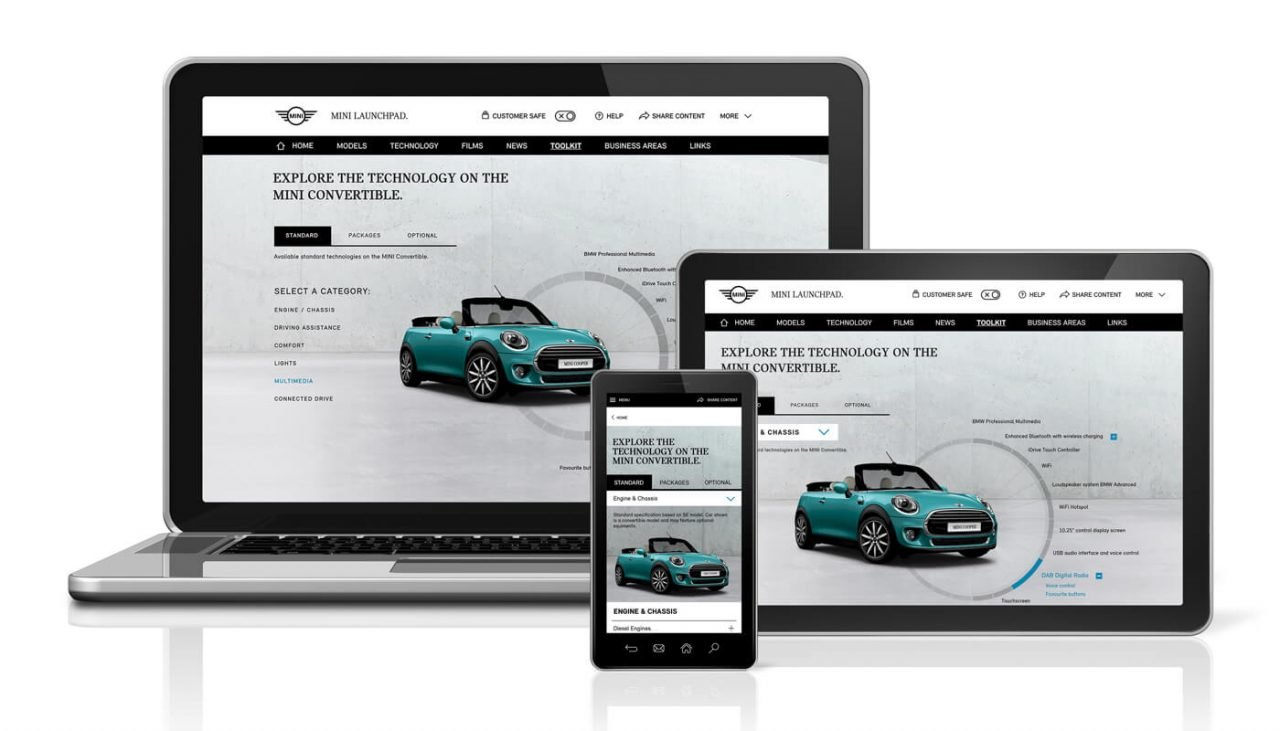 MINI
MINI LAUNCHPAD.
CUSTOMER SAFE
HELP
SHARE CONTENT
MORE
HOME
MODELS
TECHNOLOGY
FILMS
NEWS
TOOLKIT
BUSINESS AREAS
LINKS
EXPLORE THE TECHNOLOGY ON THE
MINI CONVERTIBLE.
STANDARD
PACKAGES
OPTIONAL
Available standard technologies on the MINI Convertible.
SELECT A CATEGORY:
ENGINE / CHASSIS
DRIVING ASSISTANCE
COMFORT
LIGHTS
MULTIMEDIA
CONNECTED DRIVE
BMW Professional Multimedia
Enhanced Bluetooth with
iDrive Touch C
WiFi
Lou
MINI COOPER
Favourite but
MINI
MINI LAUNCHPAD.
CUSTOMER SAFE
HELP
SHARE CONTENT
MORE
HOME
MODELS
TECHNOLOGY
FILMS
NEWS
TOOLKIT
BUSINESS AREAS
LINKS
EXPLORE THE TECHNOLOGY ON THE
MINI CONVERTIBLE.
PACKAGES
OPTIONAL
& CHASSIS
technologies on the MINI Convertible.
BMW Professional Multimedia
Enhanced Bluetooth with wireless charging
iDrive Touch Controller
WiFi
Loudspeaker system BMW Advanced
WiFi Hotspot
10.25" control display screen
USB audio interface and voice control
DAB Digital Radio
Voice control
Favourite buttons
Touchscreen
MINI COOPER
MENU
SHARE CONTENT
HOME
EXPLORE THE
TECHNOLOGY ON THE
MINI CONVERTIBLE.
STANDARD
PACKAGES
OPTIONAL
Engine & Chassis
Standard specification based on SE model. Car shown
is a convertible model and may feature optional
equiments.
ENGINE & CHASSIS
Diesel Engines